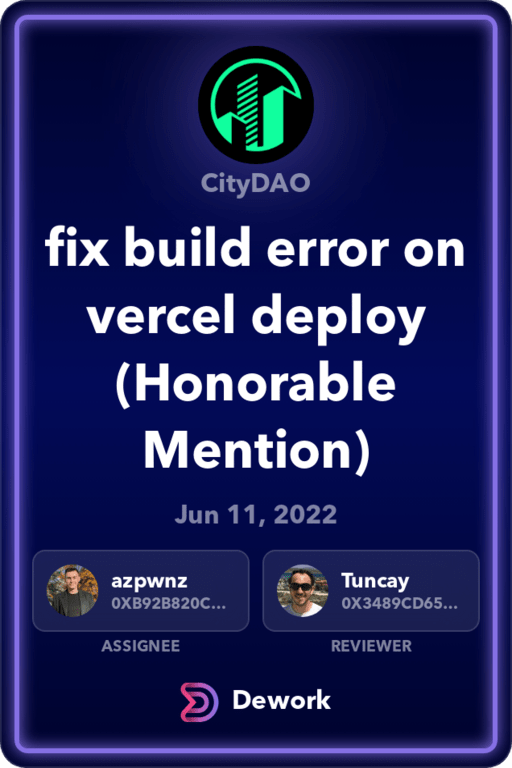 CityDAO
fix build error on
vercel deploy
(Honorable
Mention)
Jun 11, 2022
azpwnz
0XB92B820C...
Tuncay
0X3489CD65...
ASSIGNEE
REVIEWER
Dework